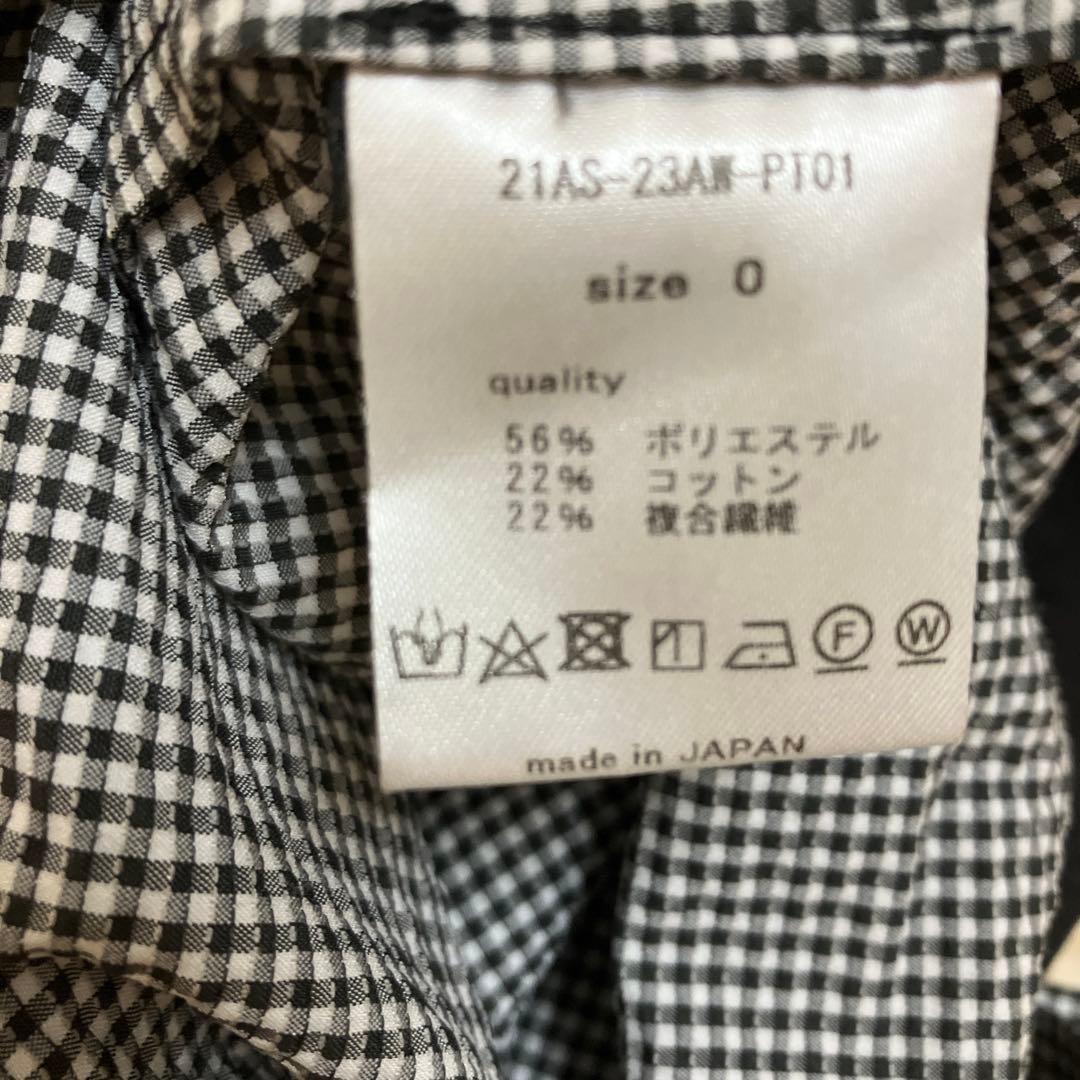 21AS-23AW-PT01
size 0
quality
56% ポリエステル
22% コットン
22% 複合繊維
F W
made in JAPAN